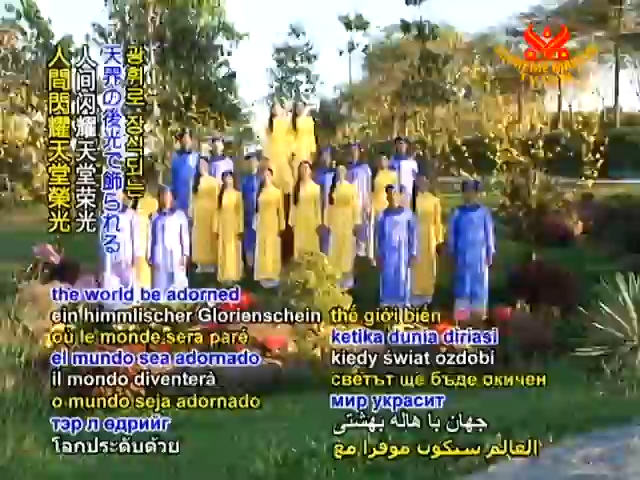 광휘로 장식되는
天界の後光で飾られる
人间闪耀天堂荣光
人間閃耀天堂榮光
the world be adorned
ein himmlischer Glorienschein
où le monde sera paré
el mundo sea adornado
il mondo diventerà
o mundo seja adornado
тэр л өдрийг
โลกประดับด้วย
thế giới biến
ketika dunia diriasi
kiedy świat ozdobi
светът ще бъде окичен
мир украсит
جهان با هاله بهشتی
العالم سيكون موقرا مع